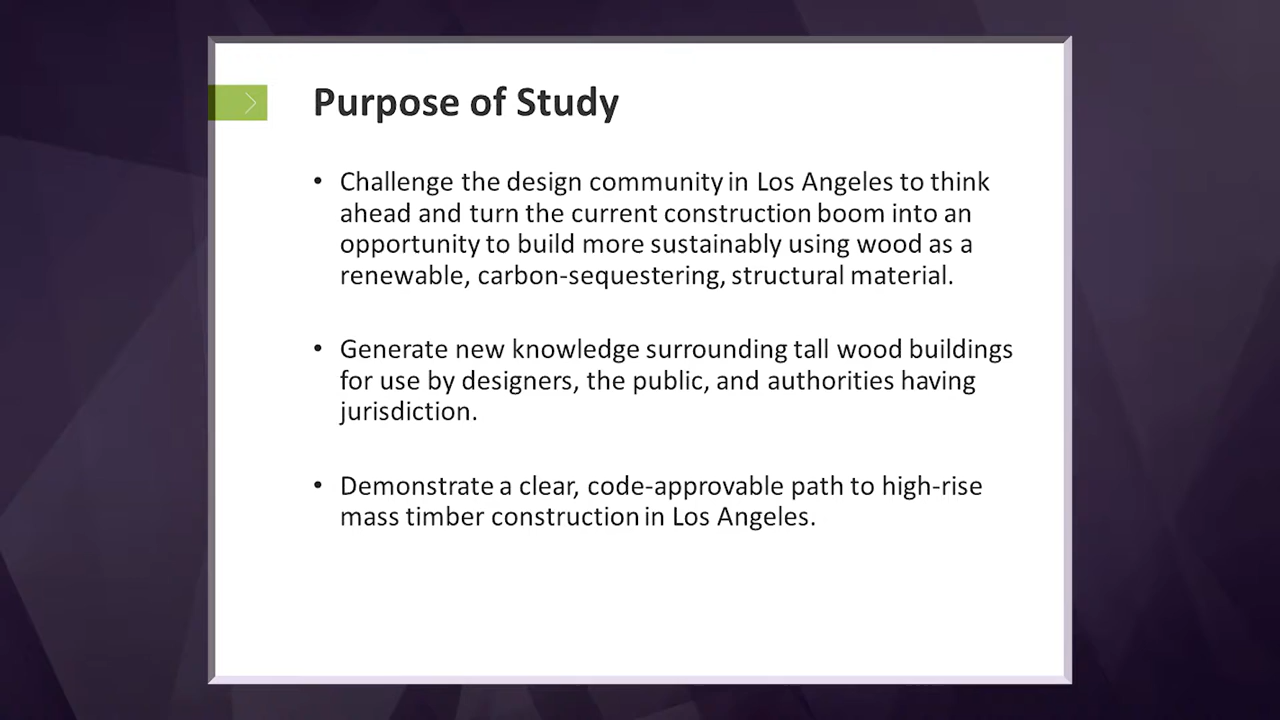 Purpose of Study
• Challenge the design community in Los Angeles to think
ahead and turn the current construction boom into an
opportunity to build more sustainably using wood as a
renewable, carbon-sequestering, structural material.
• Generate new knowledge surrounding tall wood buildings
for use by designers, the public, and authorities having
jurisdiction.
• Demonstrate a clear, code-approvable path to high-rise
mass timber construction in Los Angeles.